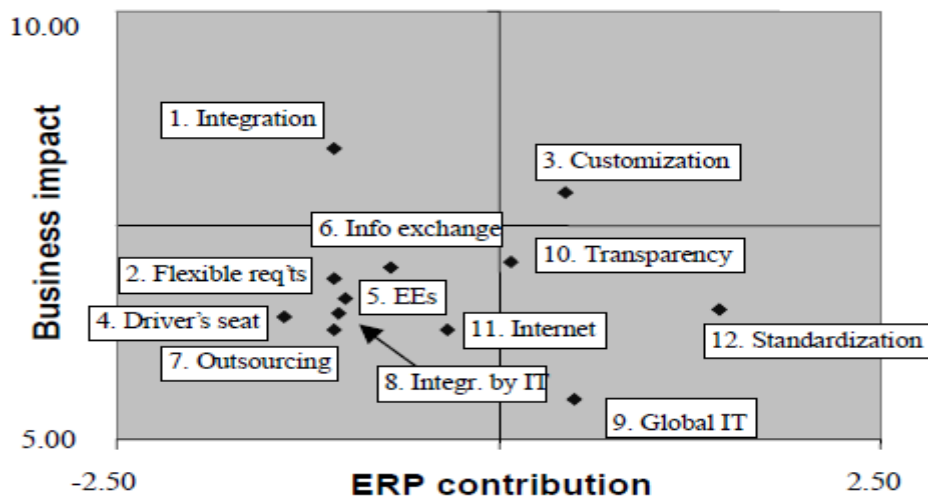 10.00
1. Integration
3. Customization
Business impact
6. Info exchange
10. Transparency
2. Flexible req'ts
5. EEs
4. Driver's seat
11. Internet
12. Standardization
7. Outsourcing
8. Integr. by IT
9. Global IT
5.00
-2.50
ERP contribution
2.50